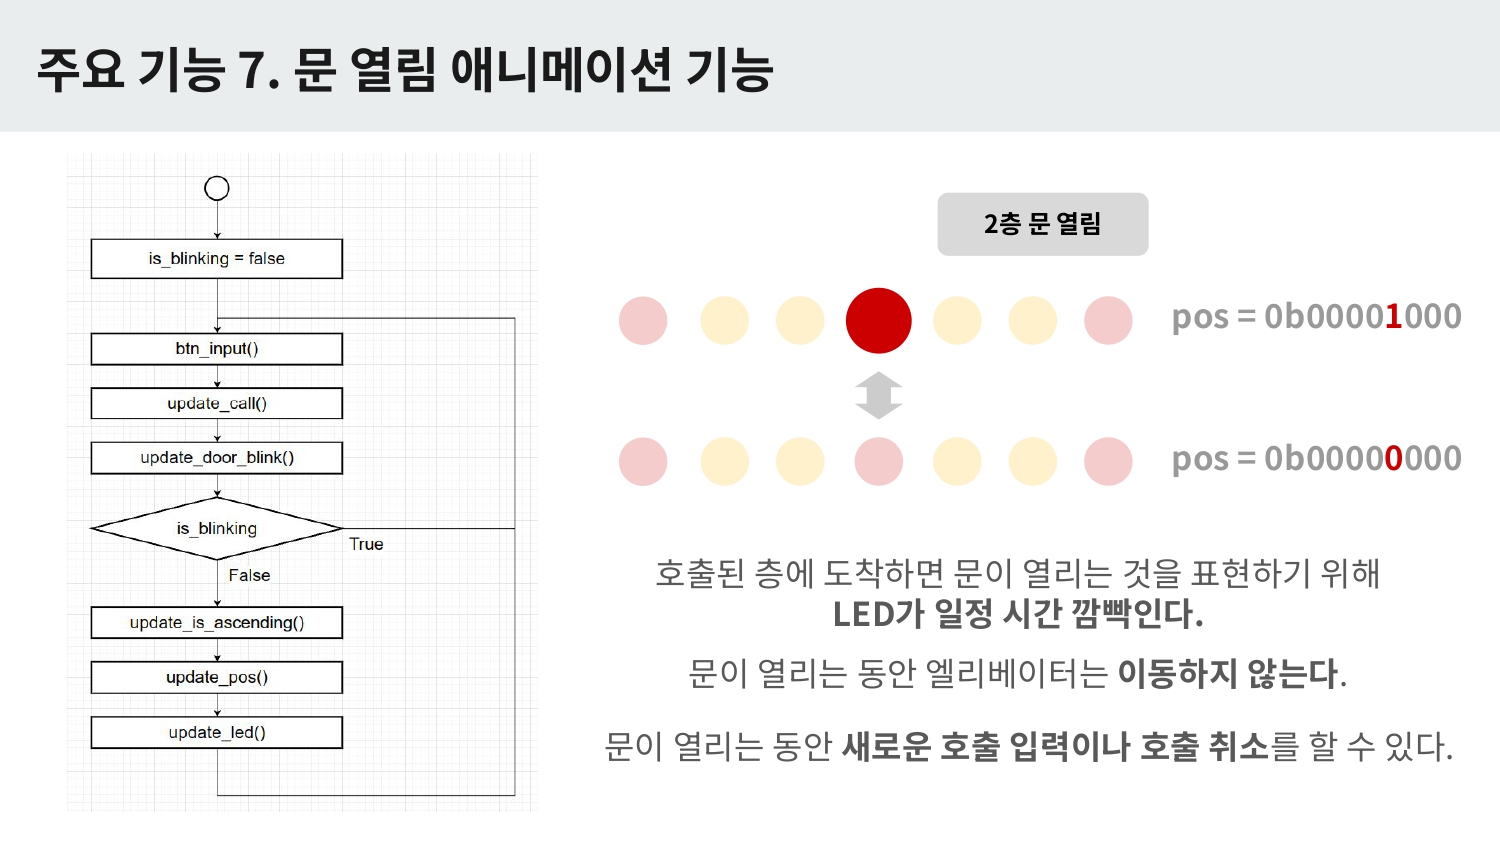 주요 기능 7. 문 열림 애니메이션 기능
is_blinking = false
btn_input()
update_call()
update_door_blink()
is_blinking
True
False
update_is_ascending()
update_pos()
update_led()
2층 문 열림
pos = 0b00001000
pos = 0b00000000
호출된 층에 도착하면 문이 열리는 것을 표현하기 위해
LED가 일정 시간 깜빡인다.
문이 열리는 동안 엘리베이터는 이동하지 않는다.
문이 열리는 동안 새로운 호출 입력이나 호출 취소를 할 수 있다.